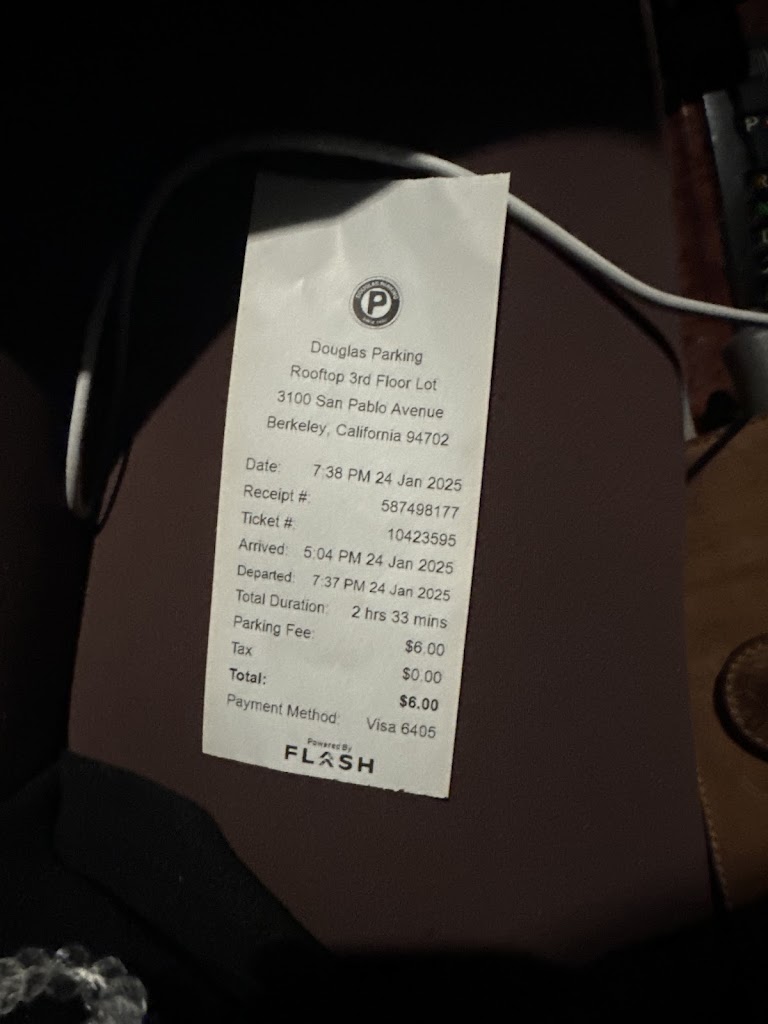 DOUGLAS PARKING
P
Douglas Parking
Rooftop 3rd Floor Lot
3100 San Pablo Avenue
Berkeley, California 94702
Date: 7:38 PM 24 Jan 2025
Receipt #: 587498177
Ticket #: 10423595
Arrived: 5:04 PM 24 Jan 2025
Departed: 7:37 PM 24 Jan 2025
Total Duration: 2 hrs 33 mins
Parking Fee: $6.00
Tax $0.00
Total: $6.00
Payment Method: Visa 6405
Powered By
FLASH
P
R
N